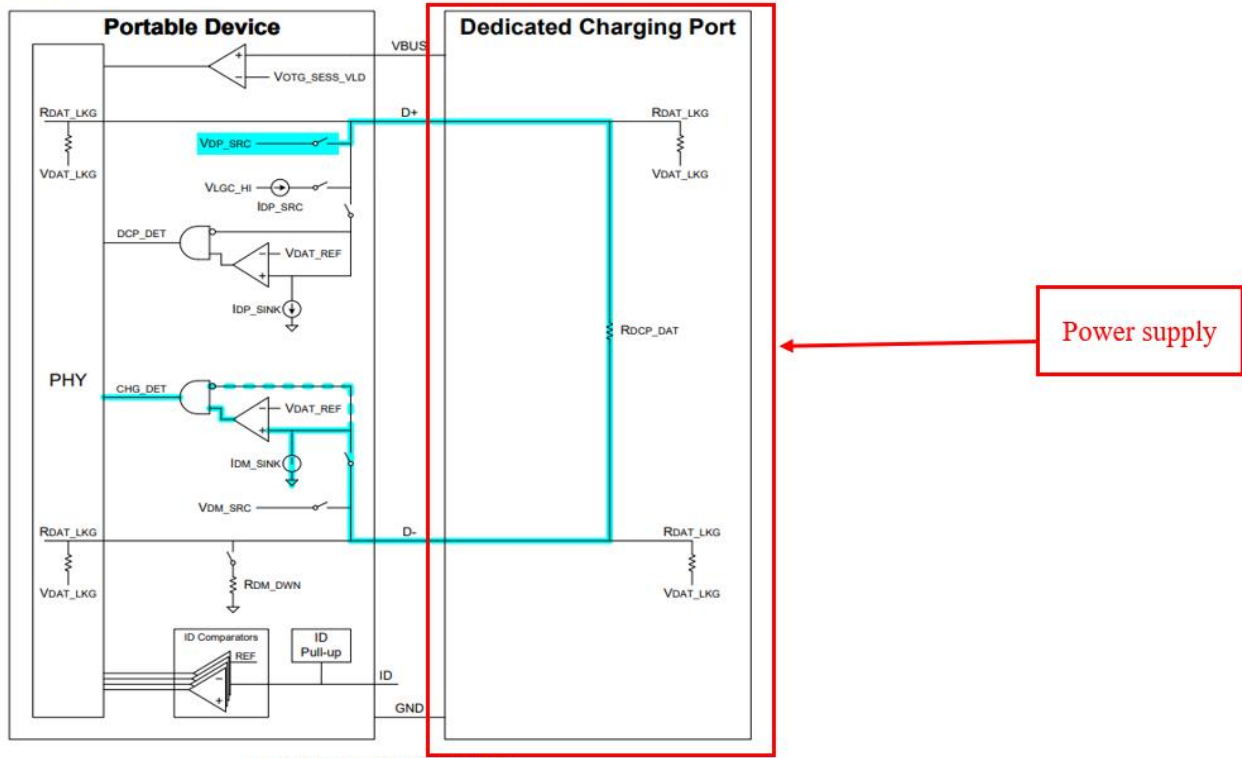 Portable Device
Dedicated Charging Port
VBUS
VOTG_SESS_VLD
RDAT_LKG
D+
RDAT_LKG
VDP_SRC
VDAT_LKG
VDAT_LKG
VLGC_HI
IDP_SRC
DCP_DET
VDAT_REF
IDP_SINK
RDCP_DAT
Power supply
PHY
CHG_DET
VDAT_REF
IDM_SINK
VDM_SRC
RDAT_LKG
D-
RDAT_LKG
RDM_DWN
VDAT_LKG
VDAT_LKG
ID Comparators
REF
ID
Pull-up
ID
GND